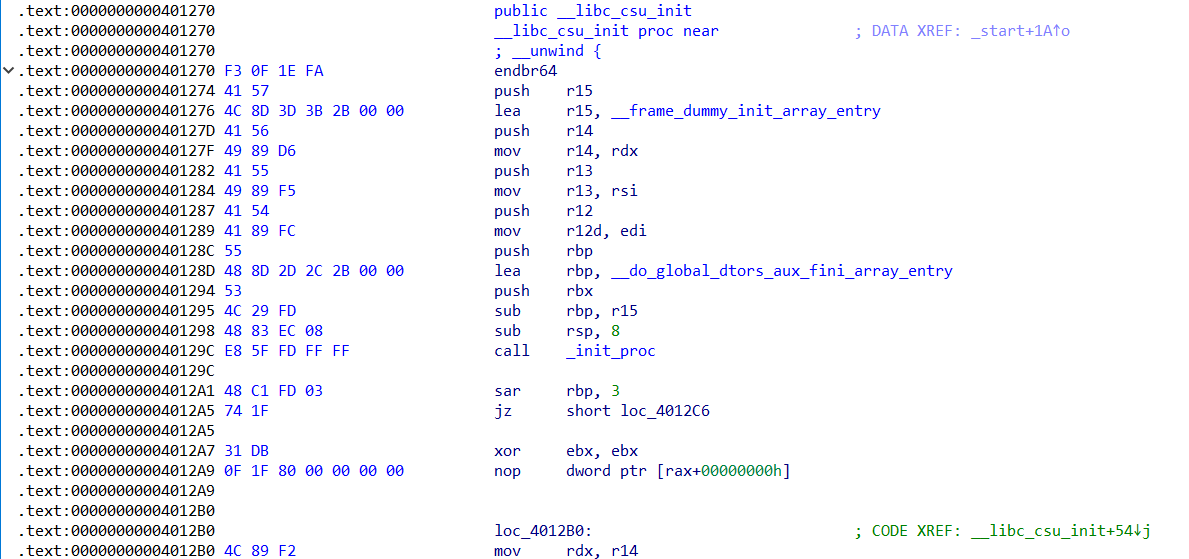 .text:0000000000401270 public __libc_csu_init
.text:0000000000401270 __libc_csu_init proc near ; DATA XREF: _start+1A↑o
.text:0000000000401270 ; __unwind {
.text:0000000000401270 F3 0F 1E FA endbr64
.text:0000000000401274 41 57 push r15
.text:0000000000401276 4C 8D 3D 3B 2B 00 00 lea r15, __frame_dummy_init_array_entry
.text:000000000040127D 41 56 push r14
.text:000000000040127F 49 89 D6 mov r14, rdx
.text:0000000000401282 41 55 push r13
.text:0000000000401284 49 89 F5 mov r13, rsi
.text:0000000000401287 41 54 push r12
.text:0000000000401289 41 89 FC mov r12d, edi
.text:000000000040128C 55 push rbp
.text:000000000040128D 48 8D 2D 2C 2B 00 00 lea rbp, __do_global_dtors_aux_fini_array_entry
.text:0000000000401294 53 push rbx
.text:0000000000401295 4C 29 FD sub rbp, r15
.text:0000000000401298 48 83 EC 08 sub rsp, 8
.text:000000000040129C E8 5F FD FF FF call _init_proc
.text:000000000040129C
.text:00000000004012A1 48 C1 FD 03 sar rbp, 3
.text:00000000004012A5 74 1F jz short loc_4012C6
.text:00000000004012A5
.text:00000000004012A7 31 DB xor ebx, ebx
.text:00000000004012A9 0F 1F 80 00 00 00 00 nop dword ptr [rax+00000000h]
.text:00000000004012A9
.text:00000000004012B0
.text:00000000004012B0 loc_4012B0: ; CODE XREF: __libc_csu_init+54↓j
.text:00000000004012B0 4C 89 F2 mov rdx, r14